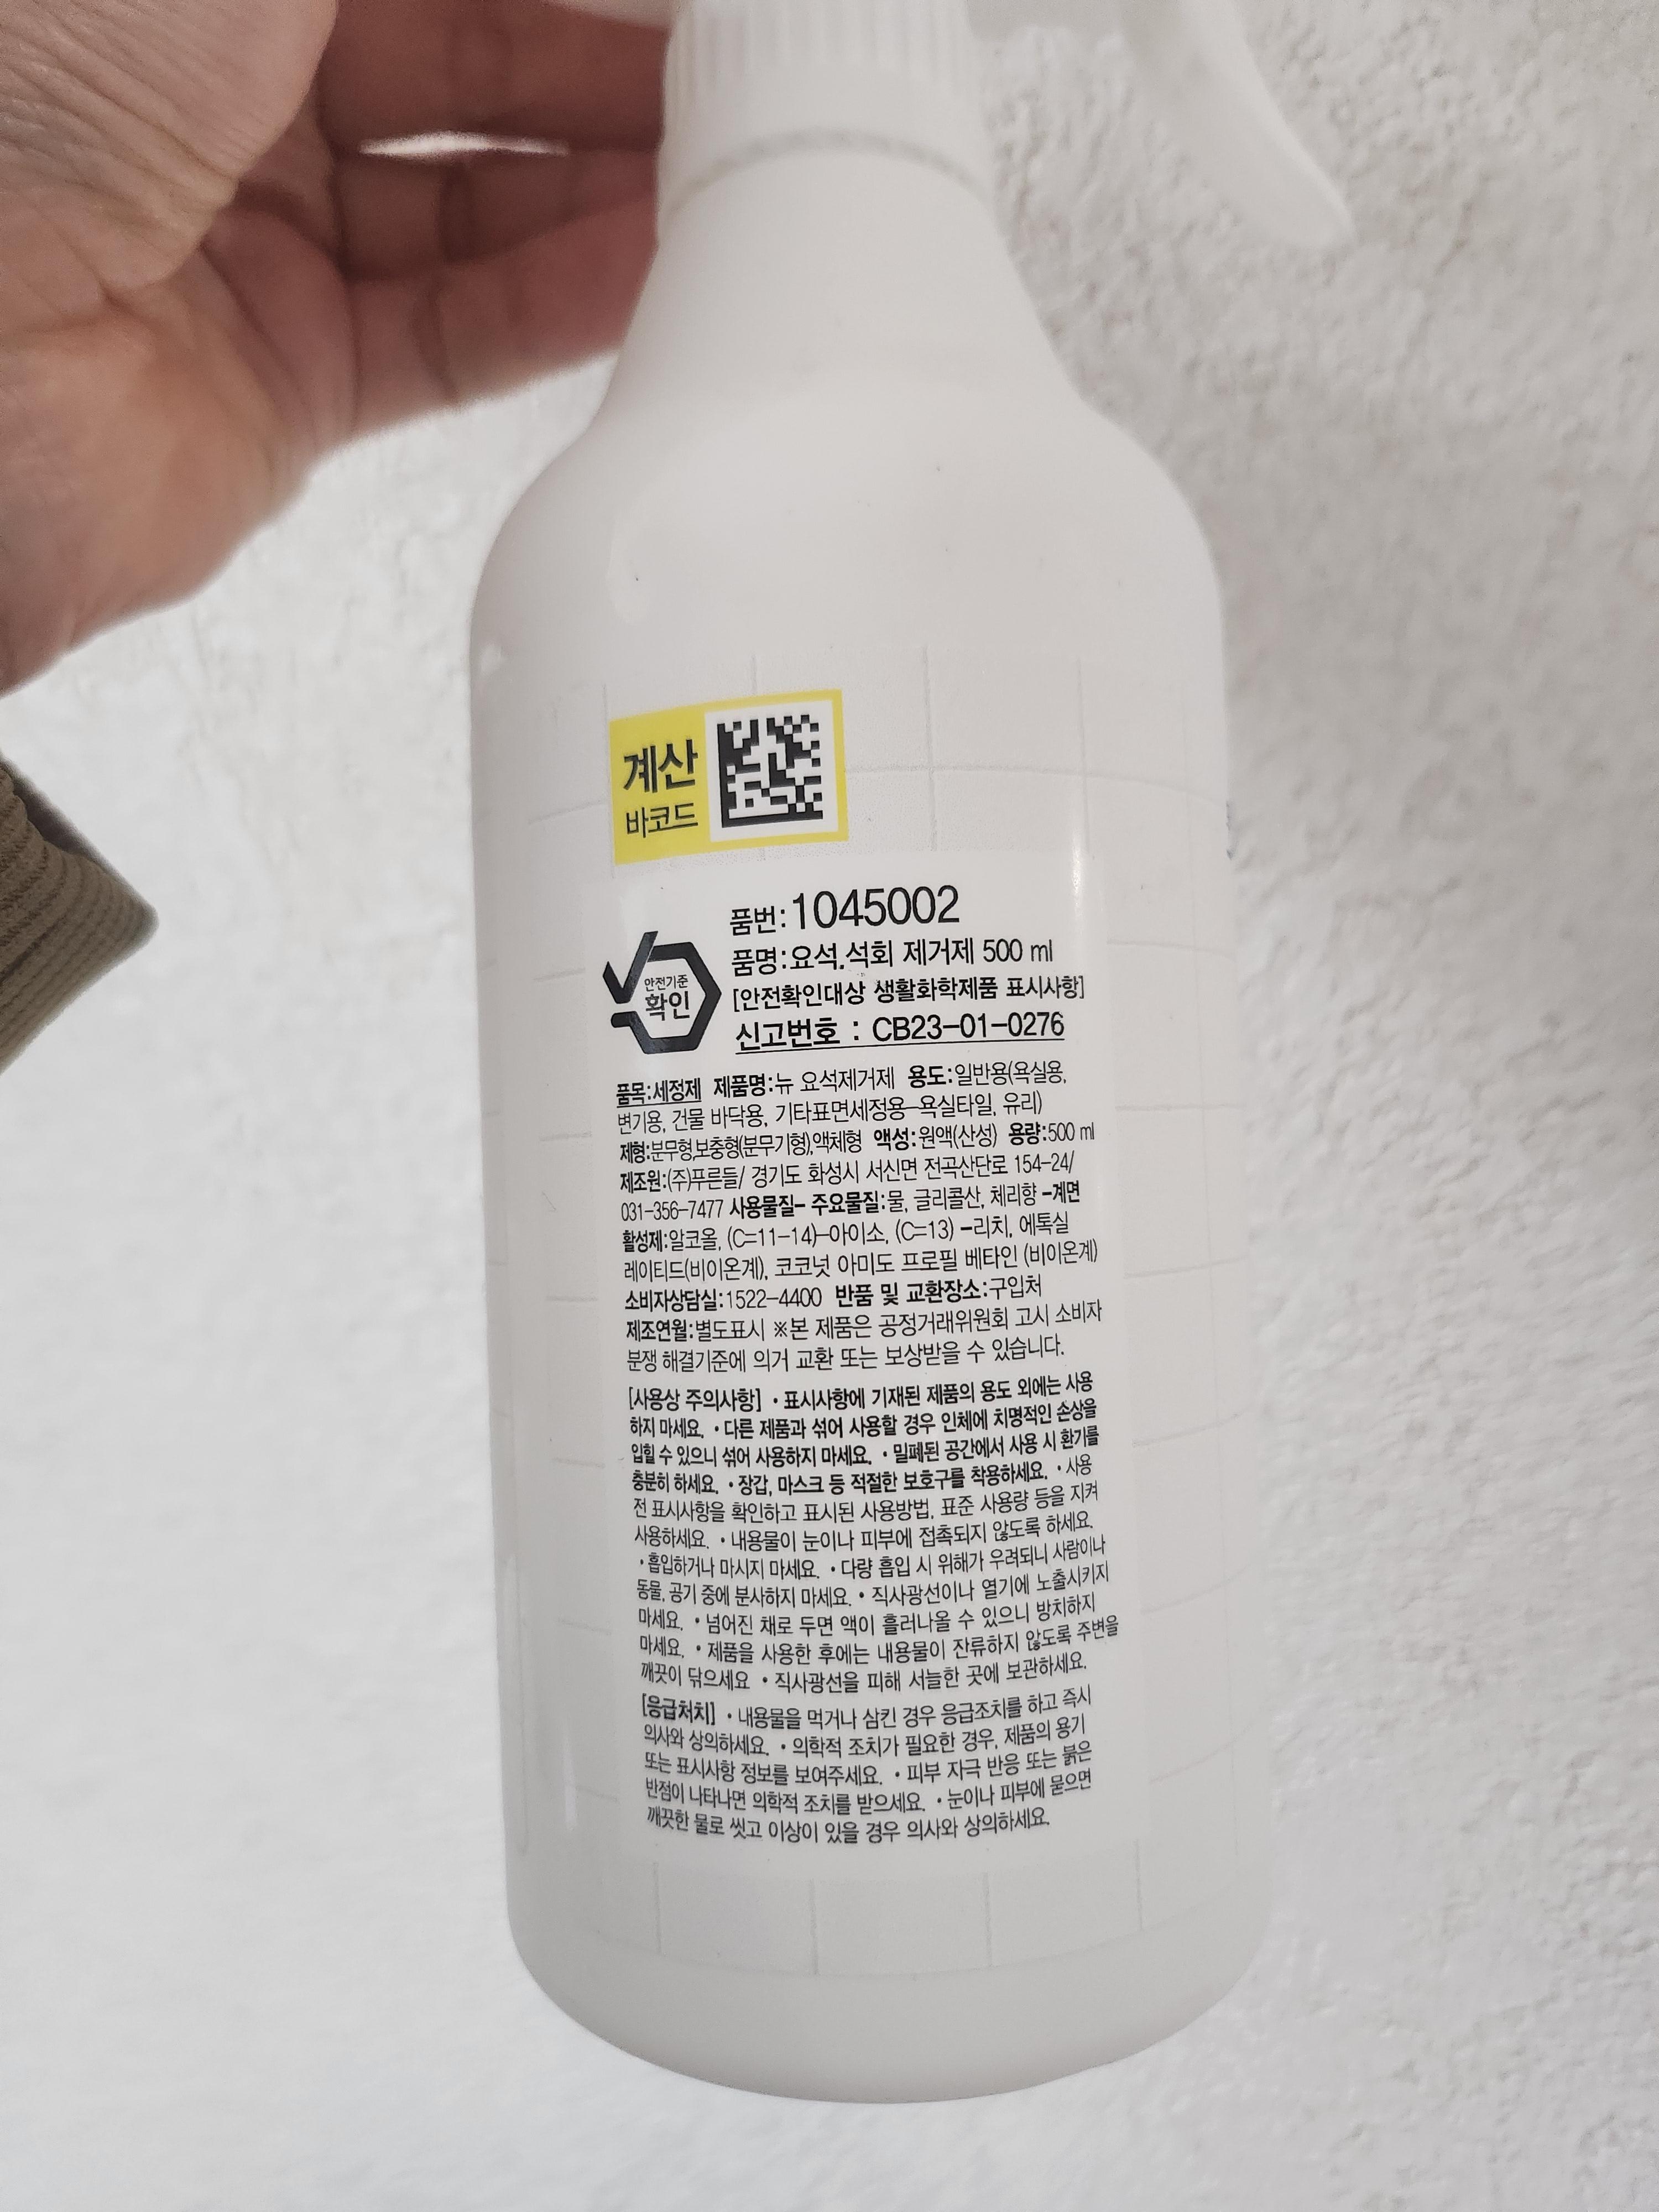 계산
바코드
품번:1045002
품명:요석,석회 제거제 500 ml
안전기준
확인
[안전확인대상 생활화학제품 표시사항]
신고번호 : CB23-01-0276
품목:세정제 제품명:뉴 요석제거제 용도:일반용(욕실용,
변기용, 건물 바닥용, 기타표면세정용-욕실타일, 유리)
제형:분무형,보충형(분무기형),액체형 액성:원액(산성) 용량:500 ml
제조원:(주)푸른들/ 경기도 화성시 서신면 전곡산단로 154-24/
031-356-7477 사용물질- 주요물질:물, 글리콜산, 체리향 -계면
활성제:알코올, (C=11-14)-아이소, (C=13) -리치, 에톡실
레이티드(비이온계), 코코넛 아미도 프로필 베타인 (비이온계)
소비자상담실:1522-4400 반품 및 교환장소:구입처
제조연월:별도표시 ※본 제품은 공정거래위원회 고시 소비자
분쟁 해결기준에 의거 교환 또는 보상받을 수 있습니다.
[사용상 주의사항] • 표시사항에 기재된 제품의 용도 외에는 사용
하지 마세요. • 다른 제품과 섞어 사용할 경우 인체에 치명적인 손상을
입힐 수 있으니 섞어 사용하지 마세요. • 밀폐된 공간에서 사용 시 환기를
충분히 하세요. • 장갑, 마스크 등 적절한 보호구를 착용하세요. • 사용
전 표시사항을 확인하고 표시된 사용방법, 표준 사용량 등을 지켜
사용하세요. • 내용물이 눈이나 피부에 접촉되지 않도록 하세요.
• 흡입하거나 마시지 마세요. • 다량 흡입 시 위해가 우려되니 사람이나
동물, 공기 중에 분사하지 마세요. • 직사광선이나 열기에 노출시키지
마세요. • 넘어진 채로 두면 액이 흘러나올 수 있으니 방치하지
마세요. • 제품을 사용한 후에는 내용물이 잔류하지 않도록 주변을
깨끗이 닦으세요 • 직사광선을 피해 서늘한 곳에 보관하세요.
[응급처치] • 내용물을 먹거나 삼킨 경우 응급조치를 하고 즉시
의사와 상의하세요. • 의학적 조치가 필요한 경우, 제품의 용기
또는 표시사항 정보를 보여주세요. • 피부 자극 반응 또는 붉은
반점이 나타나면 의학적 조치를 받으세요. • 눈이나 피부에 묻으면
깨끗한 물로 씻고 이상이 있을 경우 의사와 상의하세요.